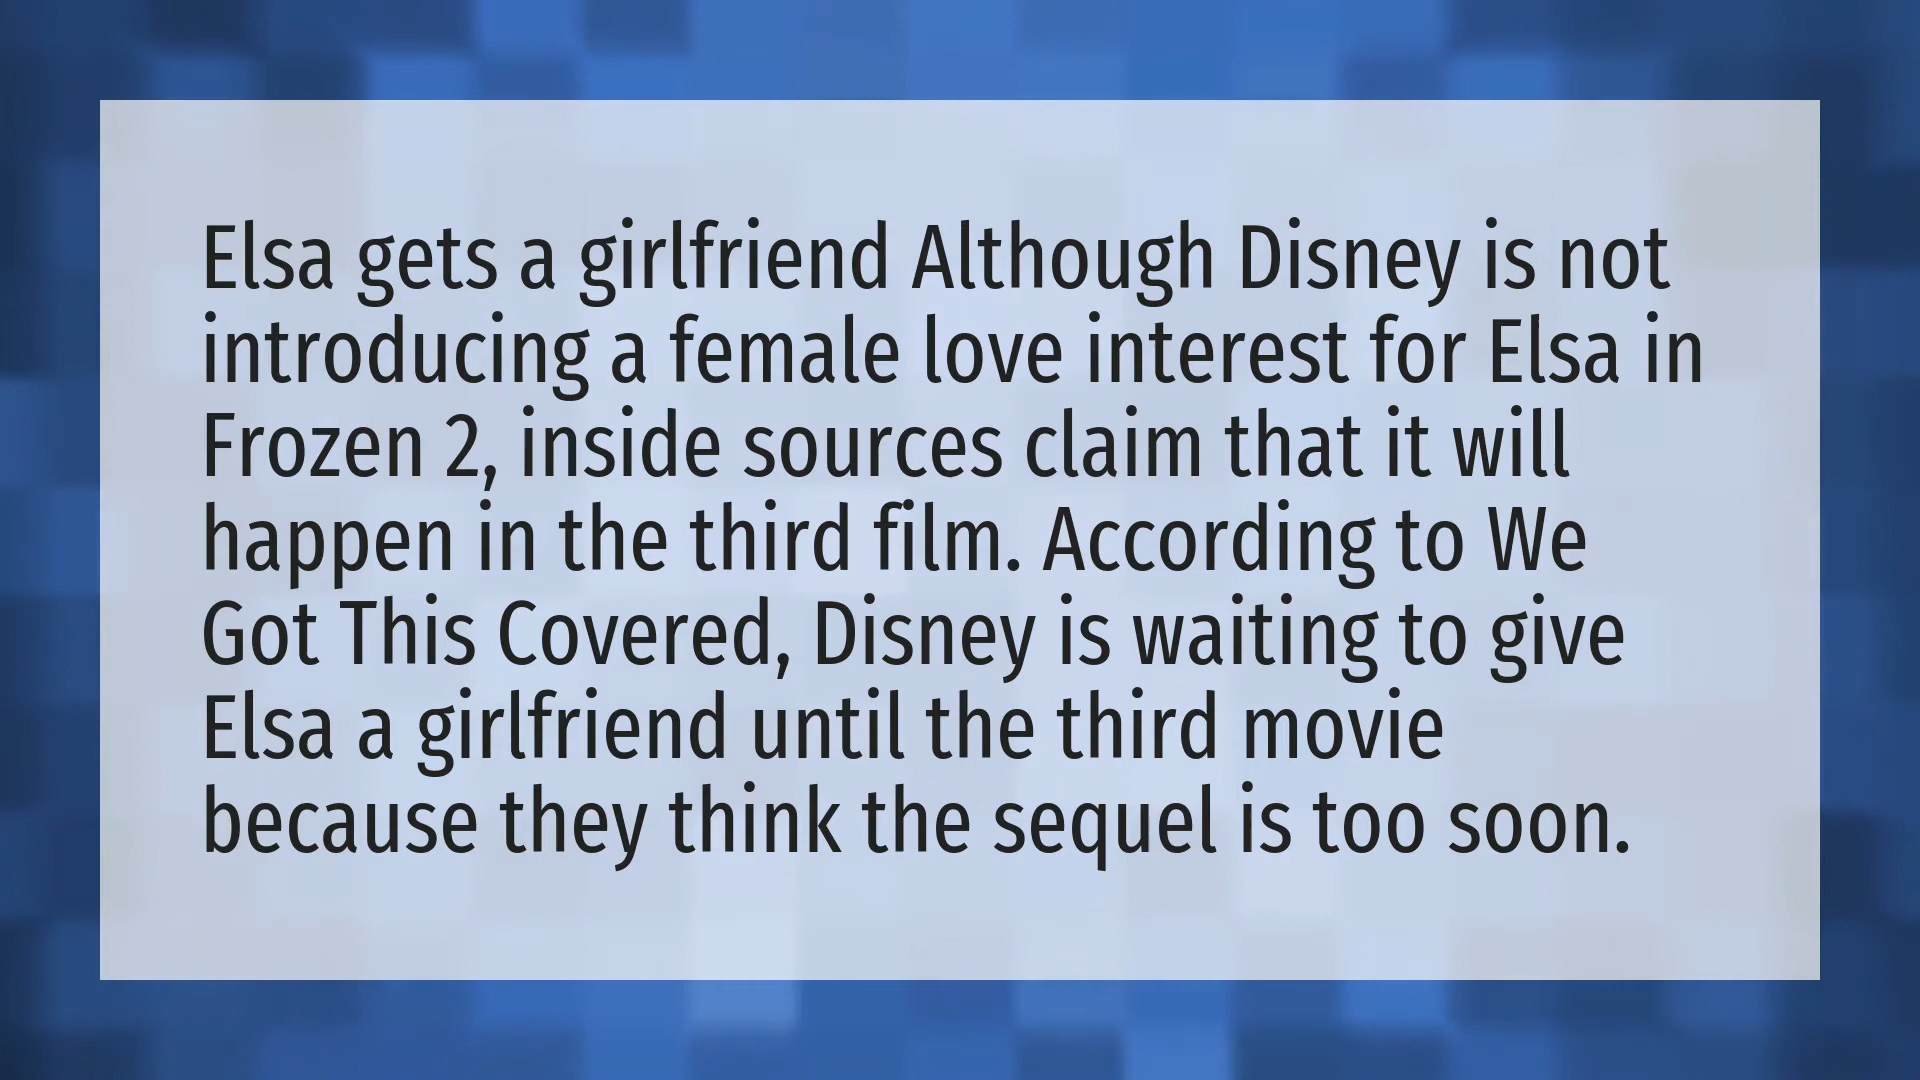 Elsa gets a girlfriend Although Disney is not
introducing a female love interest for Elsa in
Frozen 2, inside sources claim that it will
happen in the third film. According to We
Got This Covered, Disney is waiting to give
Elsa a girlfriend until the third movie
because they think the sequel is too soon.